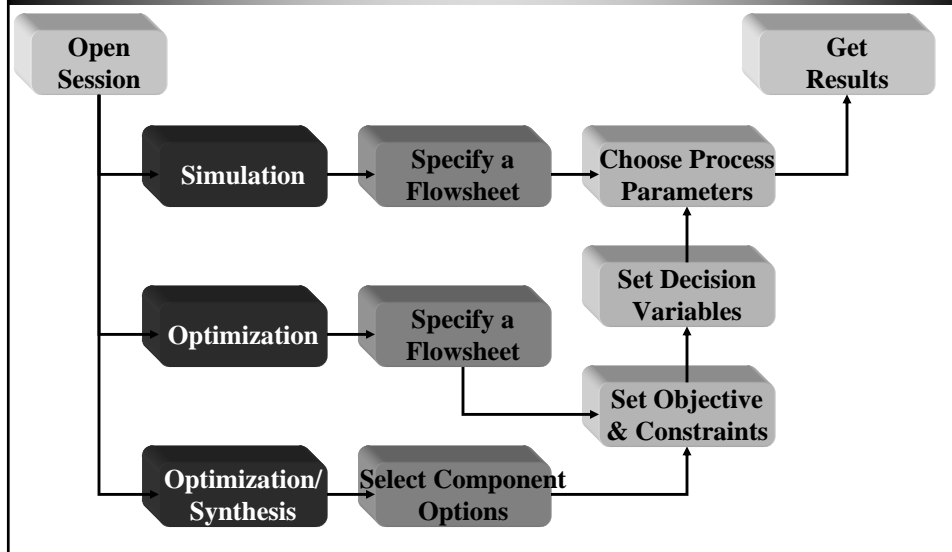 Open
Session
Get
Results
Simulation
Specify a
Flowsheet
Choose Process
Parameters
Set Decision
Variables
Optimization
Specify a
Flowsheet
Set Objective
& Constraints
Optimization/
Synthesis
Select Component
Options